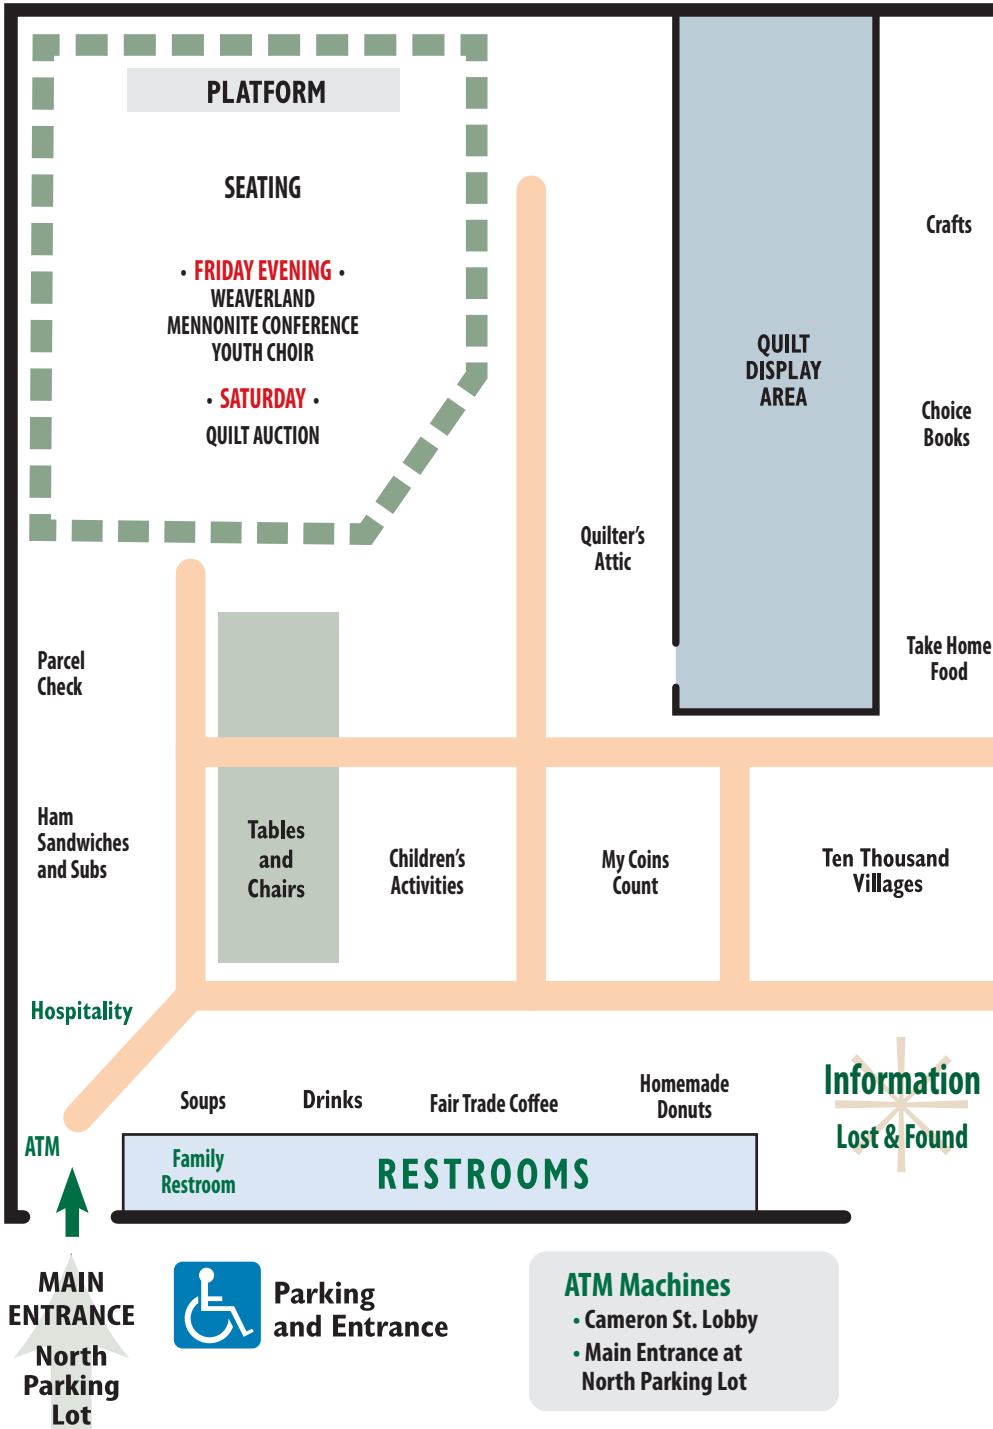 PLATFORM
SEATING
• FRIDAY EVENING •
WEAVERLAND
MENNONITE CONFERENCE
YOUTH CHOIR
• SATURDAY •
QUILT AUCTION
QUILT
DISPLAY
AREA
Crafts
Choice
Books
Quilter's
Attic
Take Home
Food
Parcel
Check
Ham
Sandwiches
and Subs
Tables
and
Chairs
Children's
Activities
My Coins
Count
Ten Thousand
Villages
Hospitality
Soups
Drinks
Fair Trade Coffee
Homemade
Donuts
Information
Lost & Found
ATM
Family
Restroom
RESTROOMS
MAIN
ENTRANCE
North
Parking
Lot
Parking
and Entrance
ATM Machines
• Cameron St. Lobby
• Main Entrance at
North Parking Lot